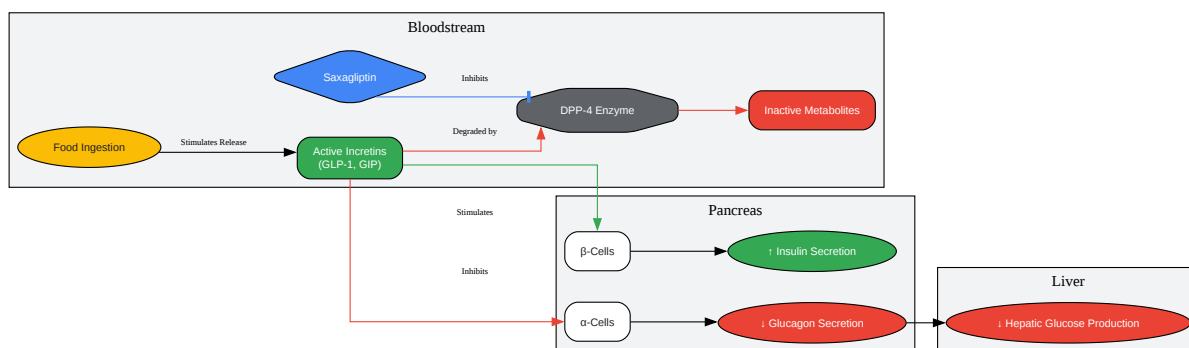 Bloodstream
Saxagliptin
Inhibits
DPP-4 Enzyme
Inactive Metabolites
Degraded by
Food Ingestion
Stimulates Release
Active Incretins
(GLP-1, GIP)
Stimulates
Pancreas
β-Cells
↑ Insulin Secretion
Inhibits
Liver
α-Cells
↓ Glucagon Secretion
↓ Hepatic Glucose Production